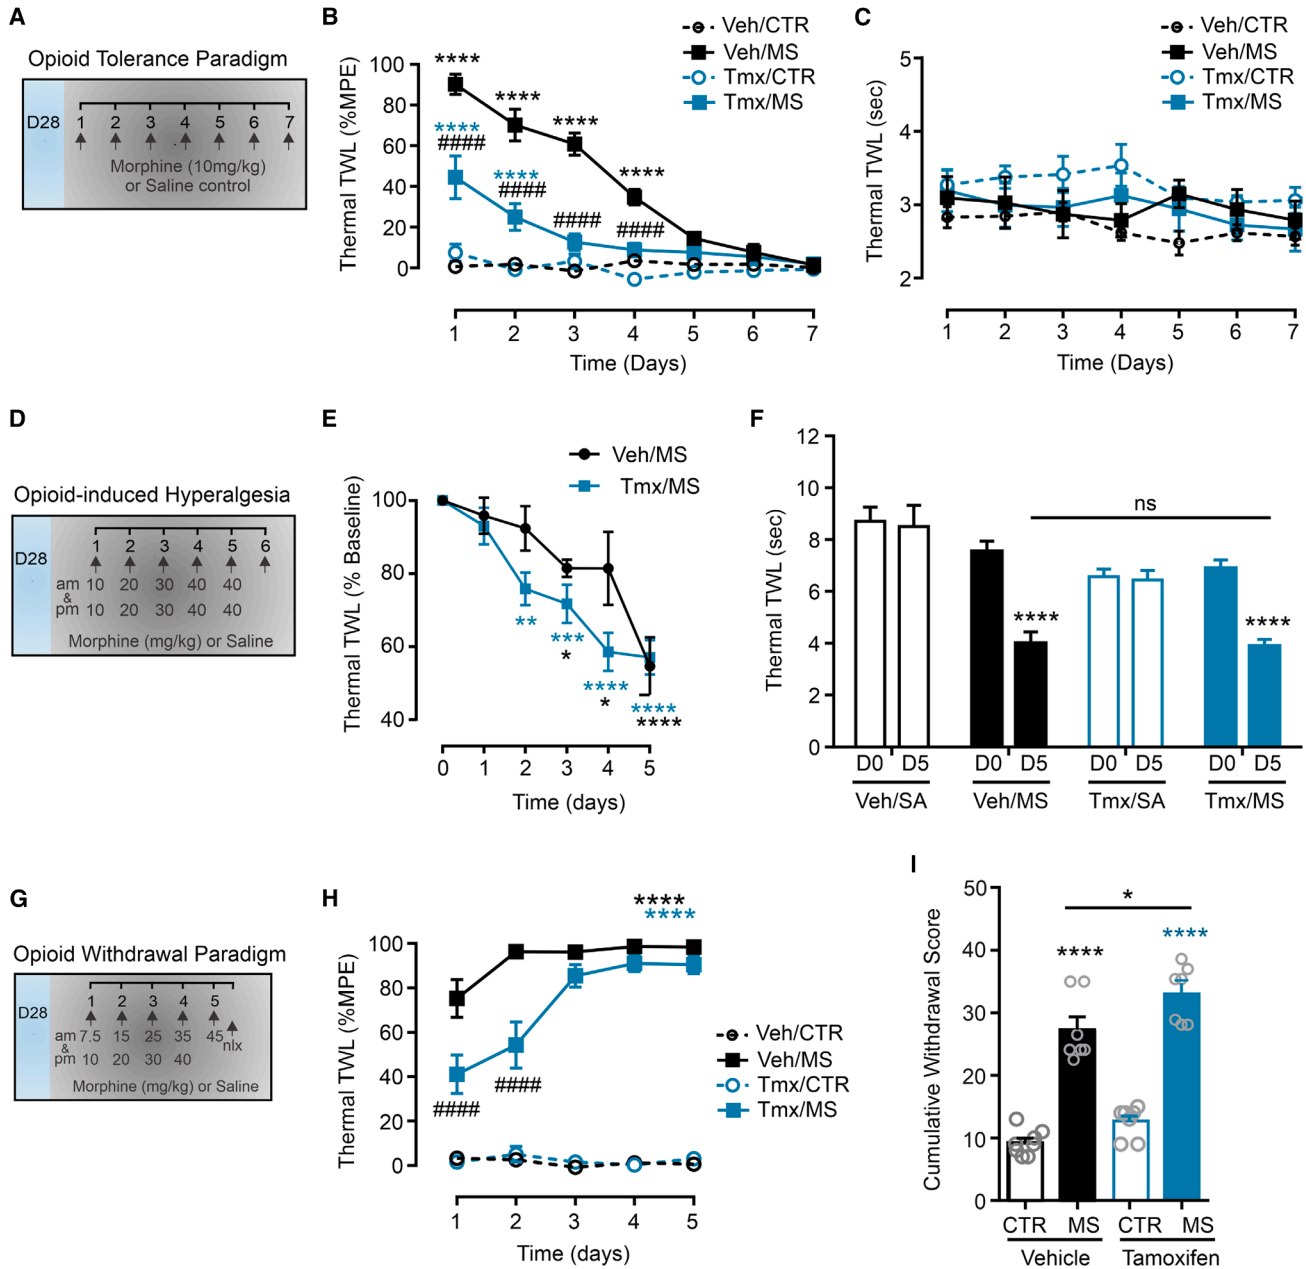 A
Opioid Tolerance Paradigm
D28
1 2 3 4 5 6 7
Morphine (10mg/kg)
or Saline control
B
Veh/CTR
Veh/MS
Tmx/CTR
Tmx/MS
Thermal TWL (%MPE)
100
80
60
40
20
0
****
****
****
****
****
####
****
####
####
####
1 2 3 4 5 6 7
Time (Days)
C
Veh/CTR
Veh/MS
Tmx/CTR
Tmx/MS
Thermal TWL (sec)
5
4
3
2
1 2 3 4 5 6 7
Time (Days)
D
Opioid-induced Hyperalgesia
D28
1 2 3 4 5 6
am 10 20 30 40 40
&
pm 10 20 30 40 40
Morphine (mg/kg) or Saline
E
Veh/MS
Tmx/MS
Thermal TWL (% Baseline)
100
80
60
40
**
***
*
****
*
****
****
0 1 2 3 4 5
Time (days)
F
Thermal TWL (sec)
12
10
8
6
4
2
0
ns
****
****
D0 D5 D0 D5 D0 D5 D0 D5
Veh/SA Veh/MS Tmx/SA Tmx/MS
G
Opioid Withdrawal Paradigm
D28
1 2 3 4 5
am 7.5 15 25 35 45 nlx
&
pm 10 20 30 40
Morphine (mg/kg) or Saline
H
Thermal TWL (%MPE)
100
80
60
40
20
0
****
****
####
####
Veh/CTR
Veh/MS
Tmx/CTR
Tmx/MS
1 2 3 4 5
Time (days)
I
Cumulative Withdrawal Score
50
40
30
20
10
0
*
****
****
CTR MS CTR MS
Vehicle Tamoxifen